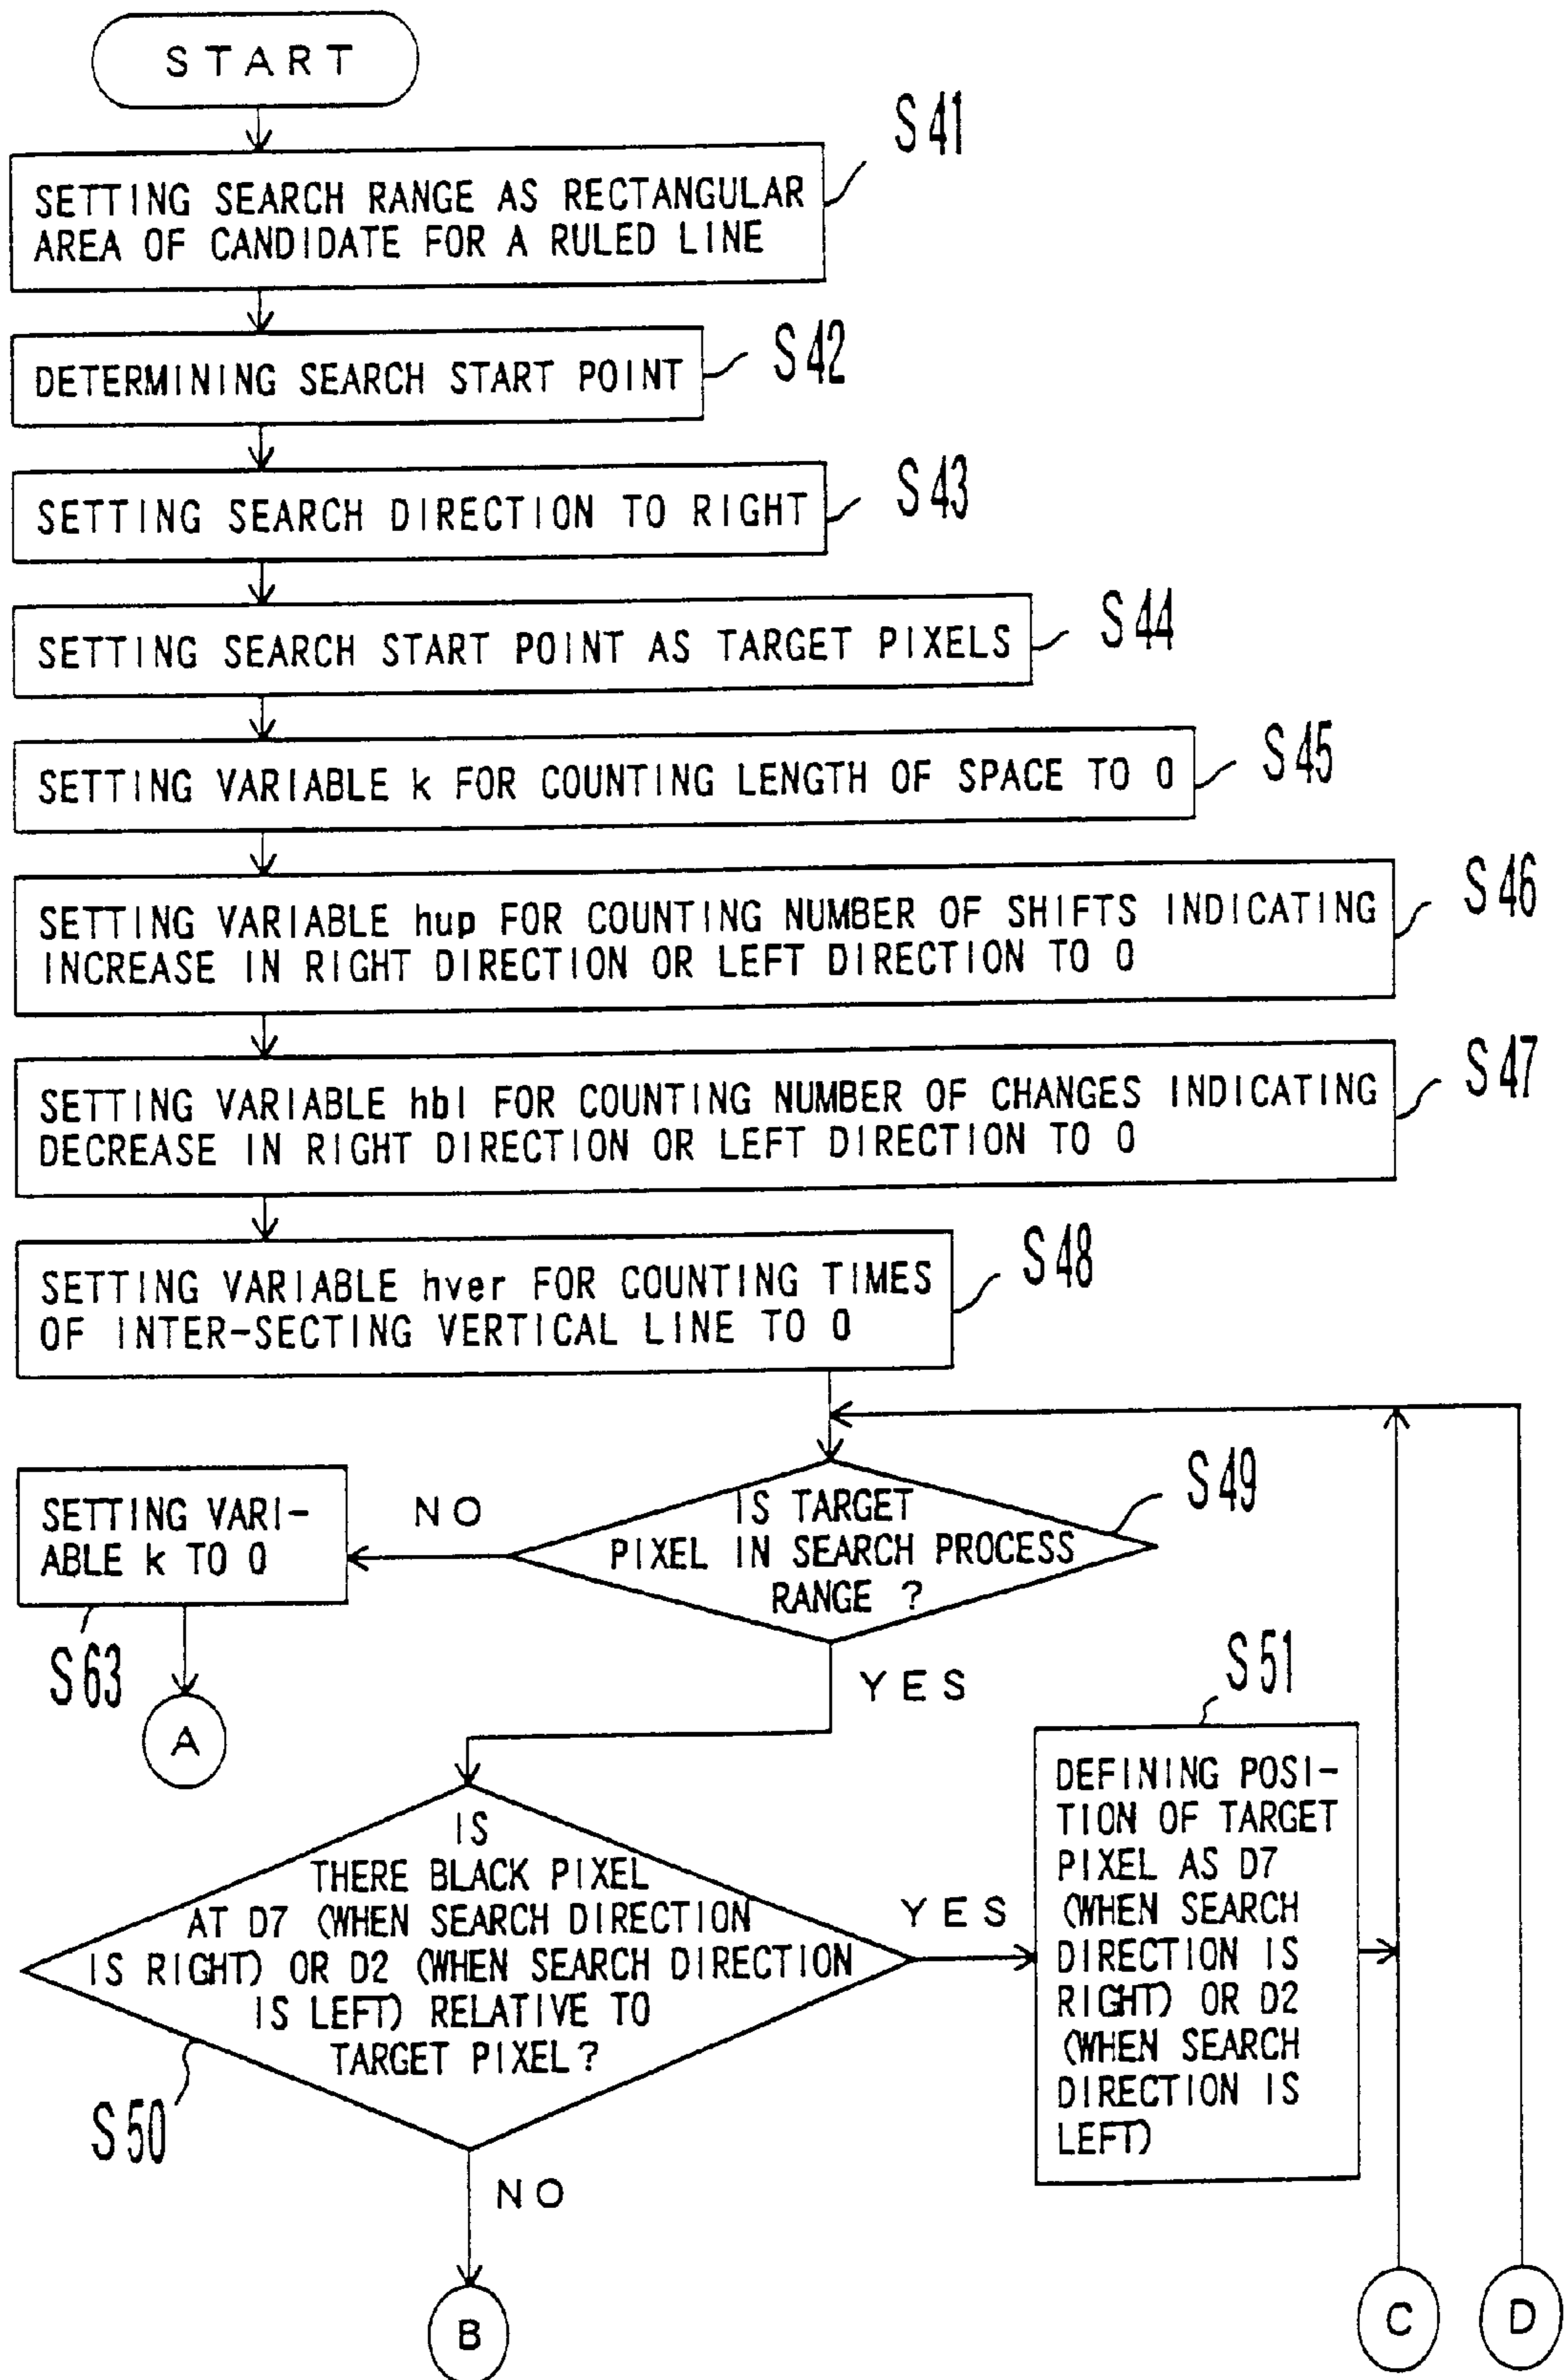 START
S41
SETTING SEARCH RANGE AS RECTANGULAR
AREA OF CANDIDATE FOR A RULED LINE
S42
DETERMINING SEARCH START POINT
S43
SETTING SEARCH DIRECTION TO RIGHT
S44
SETTING SEARCH START POINT AS TARGET PIXELS
S45
SETTING VARIABLE k FOR COUNTING LENGTH OF SPACE TO 0
S46
SETTING VARIABLE hup FOR COUNTING NUMBER OF SHIFTS INDICATING
INCREASE IN RIGHT DIRECTION OR LEFT DIRECTION TO 0
S47
SETTING VARIABLE hbl FOR COUNTING NUMBER OF CHANGES INDICATING
DECREASE IN RIGHT DIRECTION OR LEFT DIRECTION TO 0
S48
SETTING VARIABLE hver FOR COUNTING TIMES
OF INTER-SECTING VERTICAL LINE TO 0
S49
IS TARGET
PIXEL IN SEARCH PROCESS
RANGE ?
NO
SETTING VARI-
ABLE k TO 0
S63
A
YES
IS
THERE BLACK PIXEL
AT D7 (WHEN SEARCH DIRECTION
IS RIGHT) OR D2 (WHEN SEARCH DIRECTION
IS LEFT) RELATIVE TO
TARGET PIXEL?
S50
YES
S51
DEFINING POSI-
TION OF TARGET
PIXEL AS D7
(WHEN SEARCH
DIRECTION IS
RIGHT) OR D2
(WHEN SEARCH
DIRECTION IS
LEFT)
NO
B
C
D